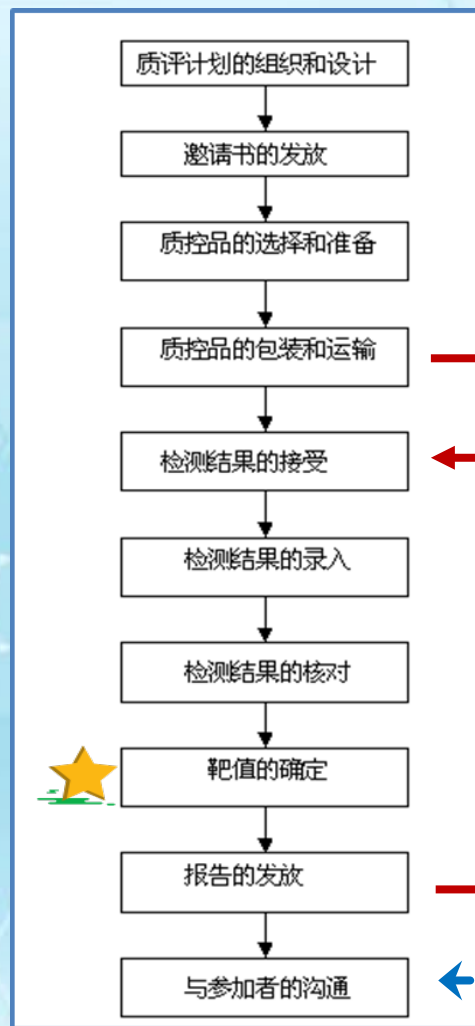 质评计划的组织和设计
邀请书的发放
质控品的选择和准备
质控品的包装和运输
检测结果的接受
检测结果的录入
检测结果的核对
靶值的确定
报告的发放
与参加者的沟通